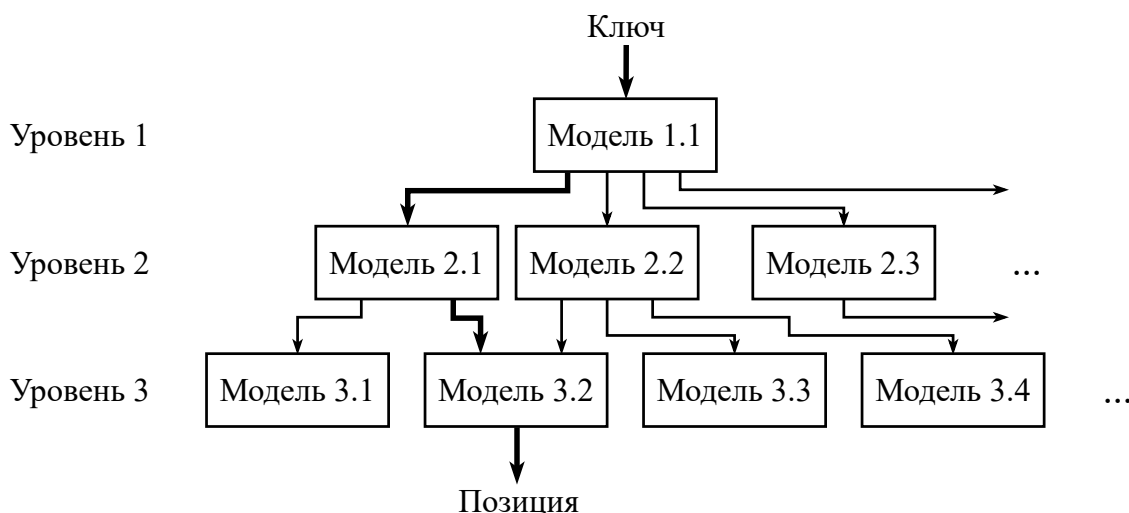 Ключ
Уровень 1
Модель 1.1
Уровень 2
Модель 2.1
Модель 2.2
Модель 2.3
...
Уровень 3
Модель 3.1
Модель 3.2
Модель 3.3
Модель 3.4
...
Позиция